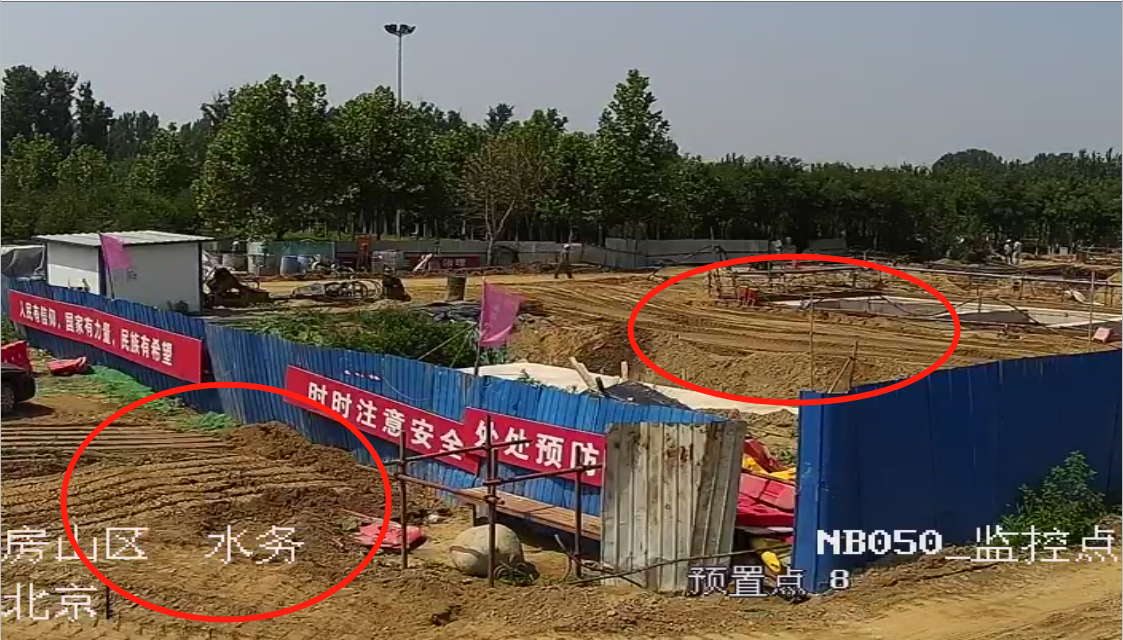 人民有信仰，国家有力量，民族有希望
时时注意安全 处处预防
房山区 水务
北京
NB050_监控点
预置点 8